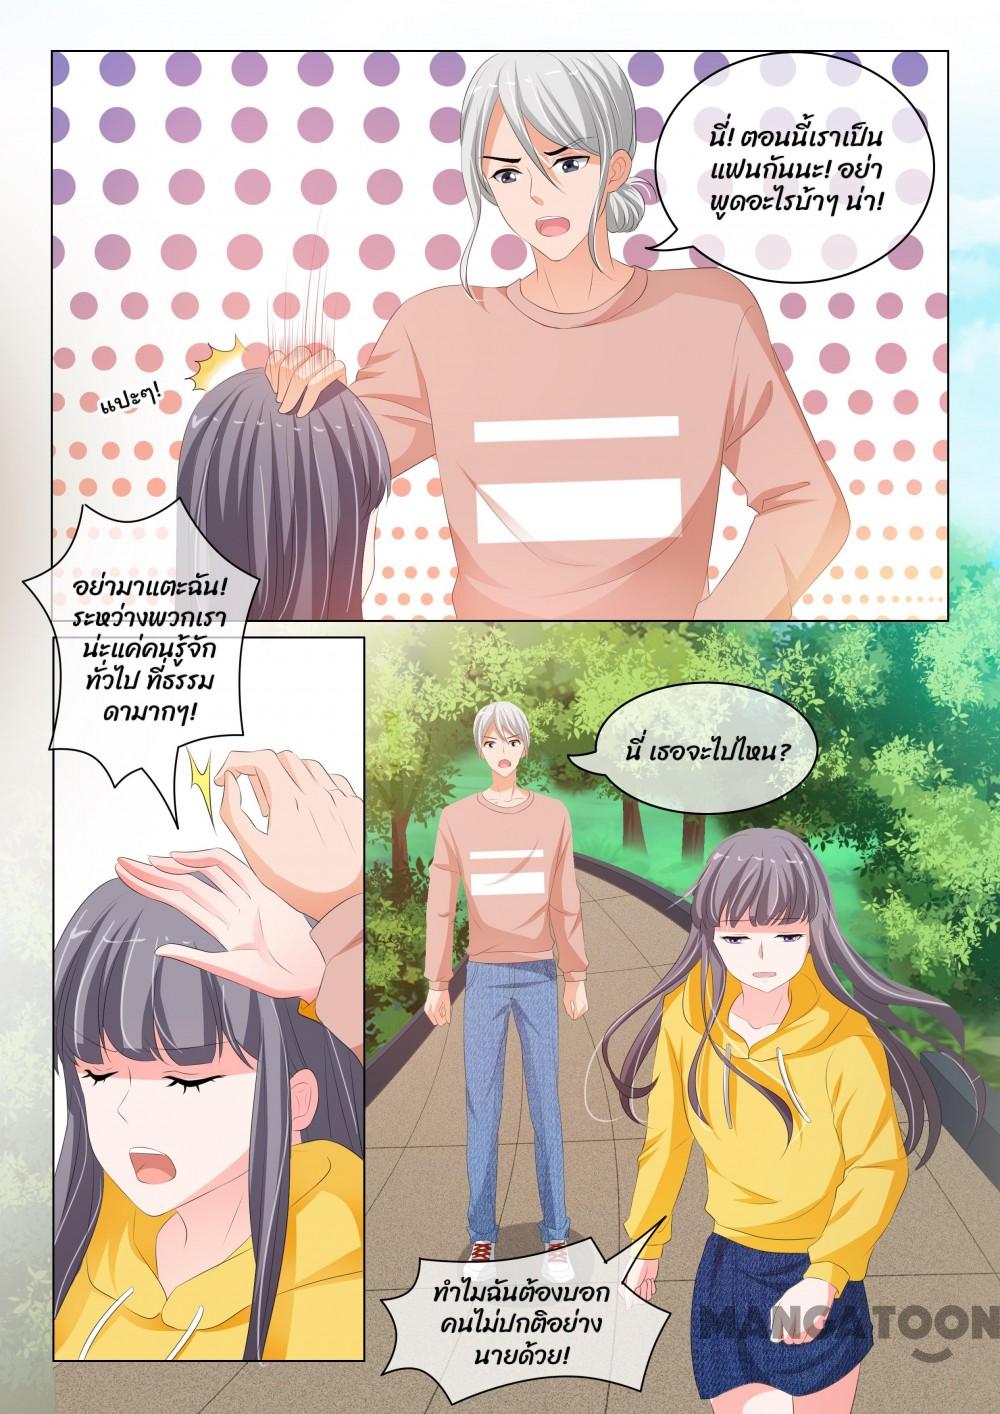 นี่! ตอนนี้เราเป็น
แฟนกันนะ! อย่า
พูดอะไรบ้าๆ น่า!
แปะๆ!
อย่ามาแตะฉัน!
ระหว่างพวกเรา
น่ะแค่คนรู้จัก
ทั่วไป ที่ธรรม
ดามากๆ!
นี่ เธอจะไปไหน?
ทำไมฉันต้องบอก
คนไม่ปกติอย่าง
นายด้วย!
MANGATOON